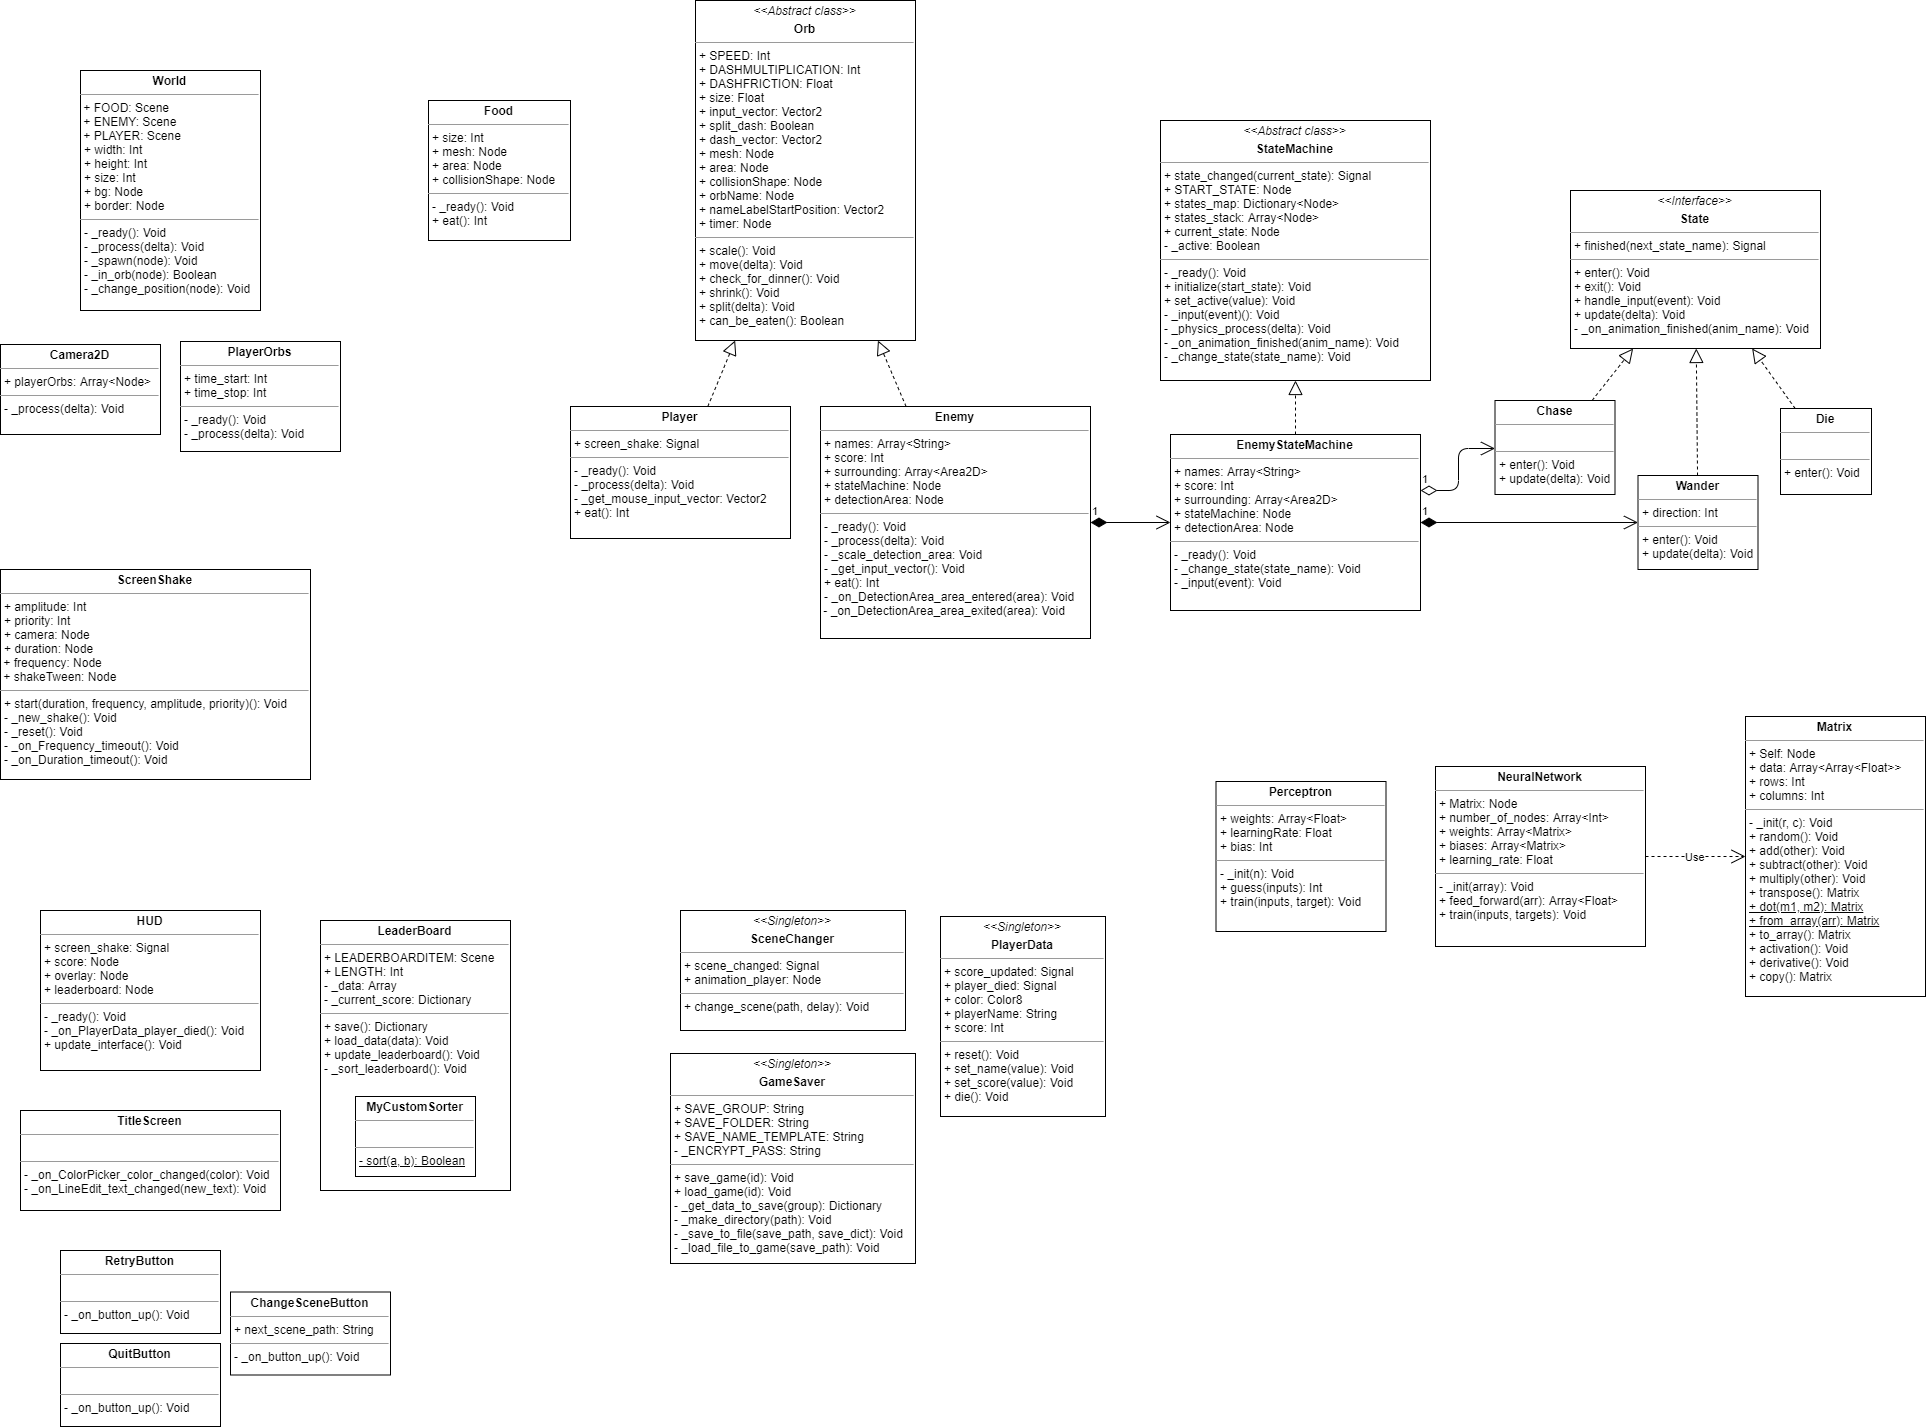 <<Abstract class>>
Orb
+ SPEED: Int
+ DASHMULTIPLICATION: Int
+ DASHFRICTION: Float
+ size: Float
+ input_vector: Vector2
+ split_dash: Boolean
+ dash_vector: Vector2
+ mesh: Node
+ area: Node
+ collisionShape: Node
+ orbName: Node
+ nameLabelStartPosition: Vector2
+ timer: Node
+ scale(): Void
+ move(delta): Void
+ check_for_dinner(): Void
+ shrink(): Void
+ split(delta): Void
+ can_be_eaten(): Boolean
World
+ FOOD: Scene
+ ENEMY: Scene
+ PLAYER: Scene
+ width: Int
+ height: Int
+ size: Int
+ bg: Node
+ border: Node
- _ready(): Void
- _process(delta): Void
- _spawn(node): Void
- _in_orb(node): Boolean
- _change_position(node): Void
Food
+ size: Int
+ mesh: Node
+ area: Node
+ collisionShape: Node
- _ready(): Void
+ eat(): Int
<<Abstract class>>
StateMachine
+ state_changed(current_state): Signal
+ START_STATE: Node
+ states_map: Dictionary<Node>
+ states_stack: Array<Node>
+ current_state: Node
- _active: Boolean
- _ready(): Void
+ initialize(start_state): Void
+ set_active(value): Void
- _input(event)(): Void
- _physics_process(delta): Void
- _on_animation_finished(anim_name): Void
- _change_state(state_name): Void
<<Interface>>
State
+ finished(next_state_name): Signal
+ enter(): Void
+ exit(): Void
+ handle_input(event): Void
+ update(delta): Void
- _on_animation_finished(anim_name): Void
Camera2D
+ playerOrbs: Array<Node>
- _process(delta): Void
PlayerOrbs
+ time_start: Int
+ time_stop: Int
- _ready(): Void
- _process(delta): Void
Player
+ screen_shake: Signal
- _ready(): Void
- _process(delta): Void
- _get_mouse_input_vector: Vector2
+ eat(): Int
Enemy
+ names: Array<String>
+ score: Int
+ surrounding: Array<Area2D>
+ stateMachine: Node
+ detectionArea: Node
- _ready(): Void
- _process(delta): Void
- _scale_detection_area: Void
- _get_input_vector(): Void
+ eat(): Int
- _on_DetectionArea_area_entered(area): Void
- _on_DetectionArea_area_exited(area): Void
1
EnemyStateMachine
+ names: Array<String>
+ score: Int
+ surrounding: Array<Area2D>
+ stateMachine: Node
+ detectionArea: Node
- _ready(): Void
- _change_state(state_name): Void
- _input(event): Void
1
1
Chase
+ enter(): Void
+ update(delta): Void
Wander
+ direction: Int
+ enter(): Void
+ update(delta): Void
Die
+ enter(): Void
ScreenShake
+ amplitude: Int
+ priority: Int
+ camera: Node
+ duration: Node
+ frequency: Node
+ shakeTween: Node
+ start(duration, frequency, amplitude, priority)(): Void
- _new_shake(): Void
- _reset(): Void
- _on_Frequency_timeout(): Void
- _on_Duration_timeout(): Void
Perceptron
+ weights: Array<Float>
+ learningRate: Float
+ bias: Int
- _init(n): Void
+ guess(inputs): Int
+ train(inputs, target): Void
NeuralNetwork
+ Matrix: Node
+ number_of_nodes: Array<Int>
+ weights: Array<Matrix>
+ biases: Array<Matrix>
+ learning_rate: Float
- _init(array): Void
+ feed_forward(arr): Array<Float>
+ train(inputs, targets): Void
Use
Matrix
+ Self: Node
+ data: Array<Array<Float>>
+ rows: Int
+ columns: Int
- _init(r, c): Void
+ random(): Void
+ add(other): Void
+ subtract(other): Void
+ multiply(other): Void
+ transpose(): Matrix
+ dot(m1, m2): Matrix
+ from_array(arr): Matrix
+ to_array(): Matrix
+ activation(): Void
+ derivative(): Void
+ copy(): Matrix
HUD
+ screen_shake: Signal
+ score: Node
+ overlay: Node
+ leaderboard: Node
- _ready(): Void
- _on_PlayerData_player_died(): Void
+ update_interface(): Void
LeaderBoard
+ LEADERBOARDITEM: Scene
+ LENGTH: Int
- _data: Array
- _current_score: Dictionary
+ save(): Dictionary
+ load_data(data): Void
+ update_leaderboard(): Void
- _sort_leaderboard(): Void
MyCustomSorter
- sort(a, b): Boolean
<<Singleton>>
SceneChanger
+ scene_changed: Signal
+ animation_player: Node
+ change_scene(path, delay): Void
<<Singleton>>
PlayerData
+ score_updated: Signal
+ player_died: Signal
+ color: Color8
+ playerName: String
+ score: Int
+ reset(): Void
+ set_name(value): Void
+ set_score(value): Void
+ die(): Void
<<Singleton>>
GameSaver
+ SAVE_GROUP: String
+ SAVE_FOLDER: String
+ SAVE_NAME_TEMPLATE: String
- _ENCRYPT_PASS: String
+ save_game(id): Void
+ load_game(id): Void
- _get_data_to_save(group): Dictionary
- _make_directory(path): Void
- _save_to_file(save_path, save_dict): Void
- _load_file_to_game(save_path): Void
TitleScreen
- _on_ColorPicker_color_changed(color): Void
- _on_LineEdit_text_changed(new_text): Void
RetryButton
- _on_button_up(): Void
ChangeSceneButton
+ next_scene_path: String
- _on_button_up(): Void
QuitButton
- _on_button_up(): Void